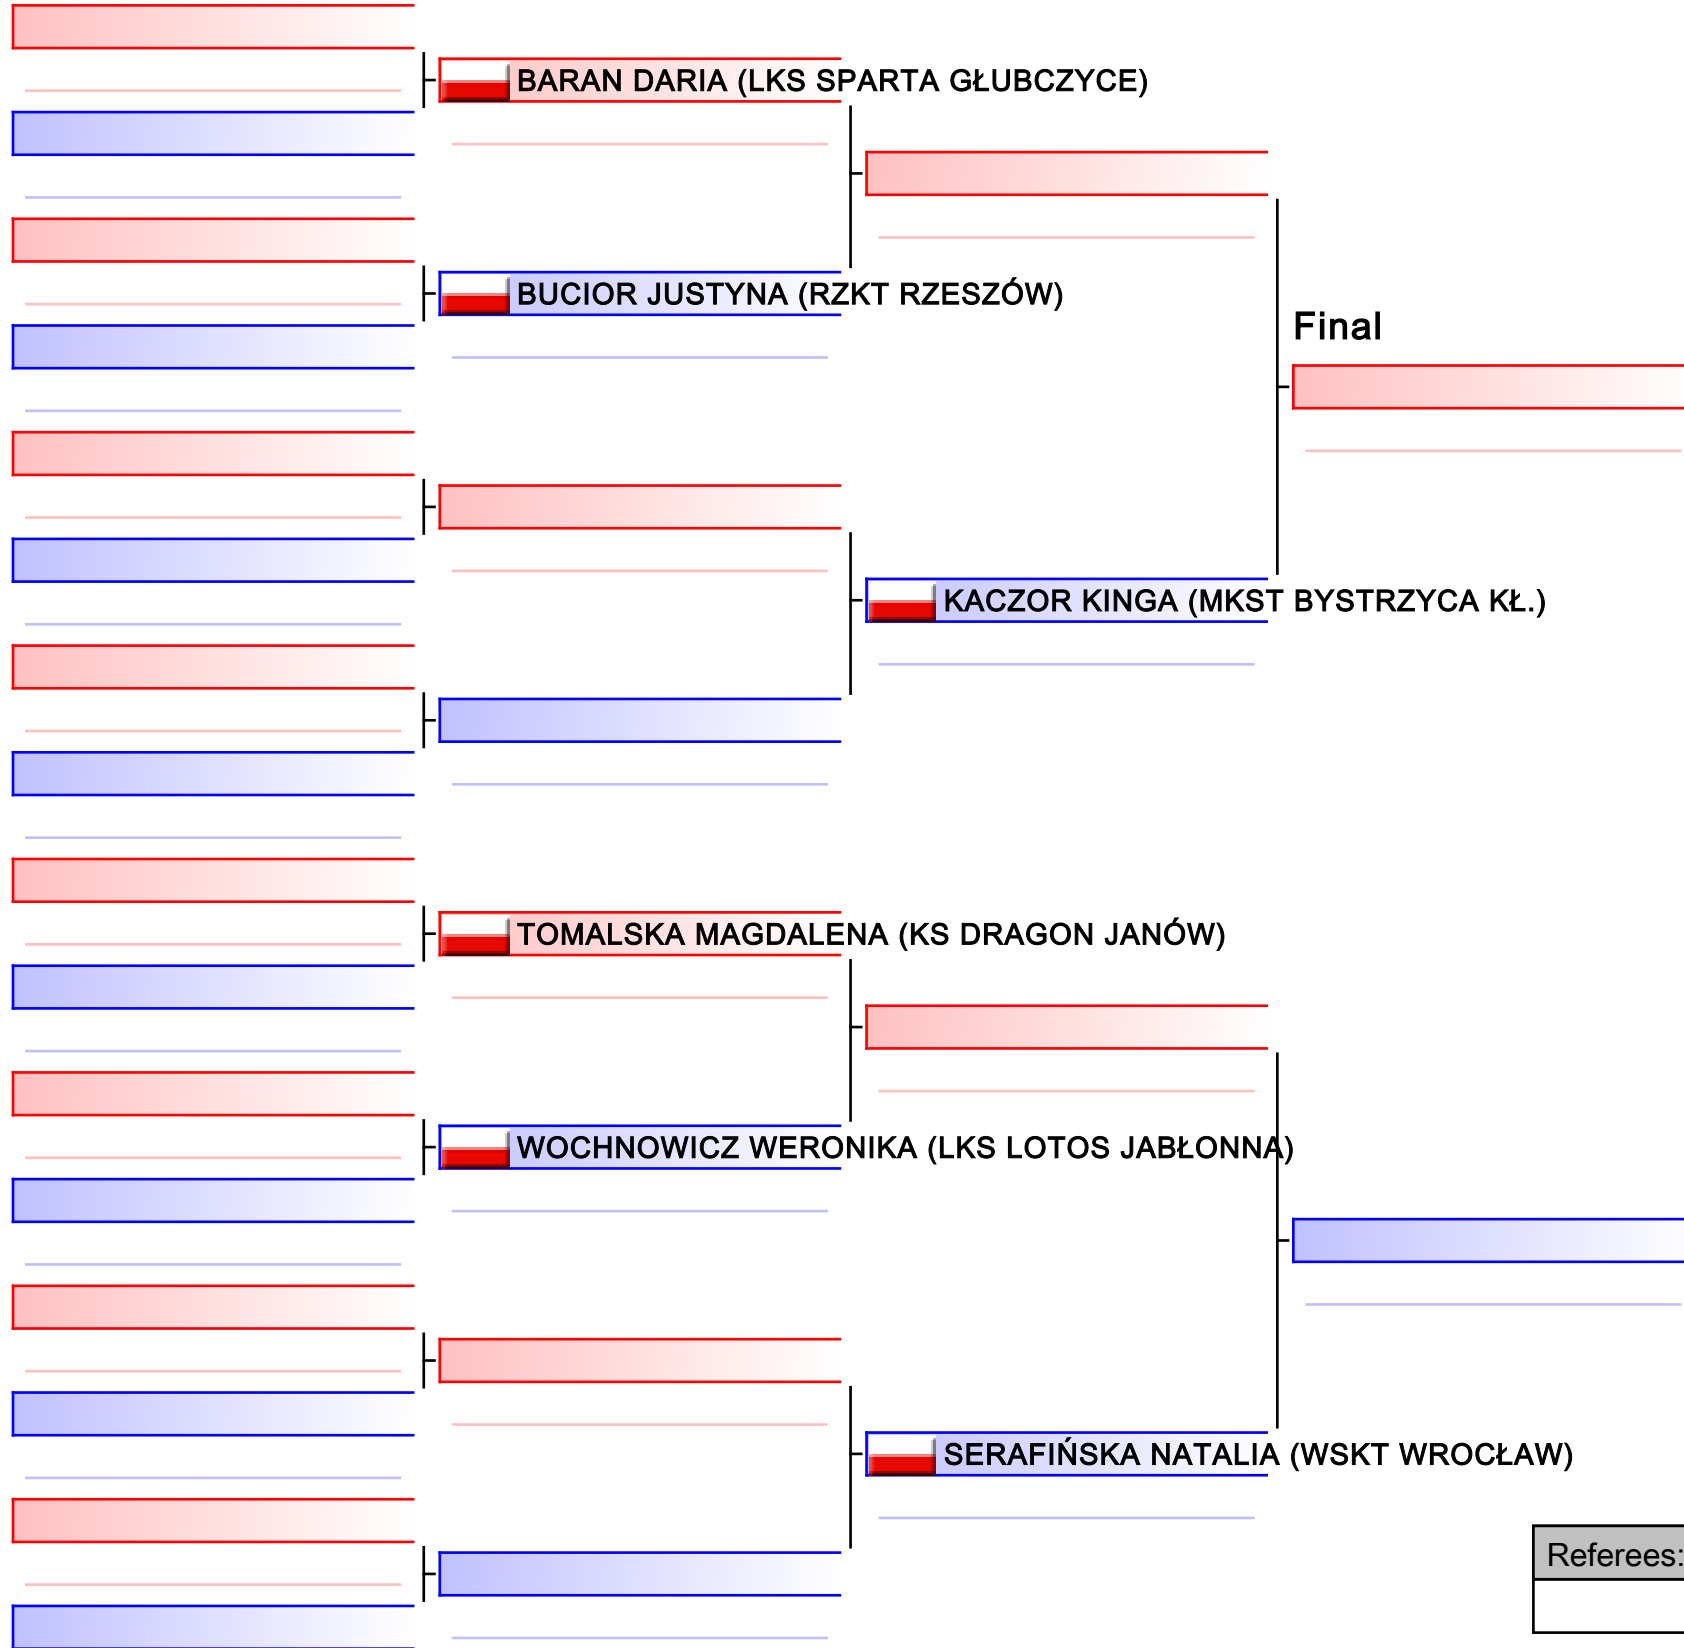 BARAN DARIA (LKS SPARTA GŁUBCZYCE)
BUCIOR JUSTYNA (RZKT RZESZÓW)
Final
KACZOR KINGA (MKST BYSTRZYCA KŁ.)
TOMALSKA MAGDALENA (KS DRAGON JANÓW)
WOCHNOWICZ WERONIKA (LKS LOTOS JABŁONNA)
SERAFIŃSKA NATALIA (WSKT WROCŁAW)
Referees: